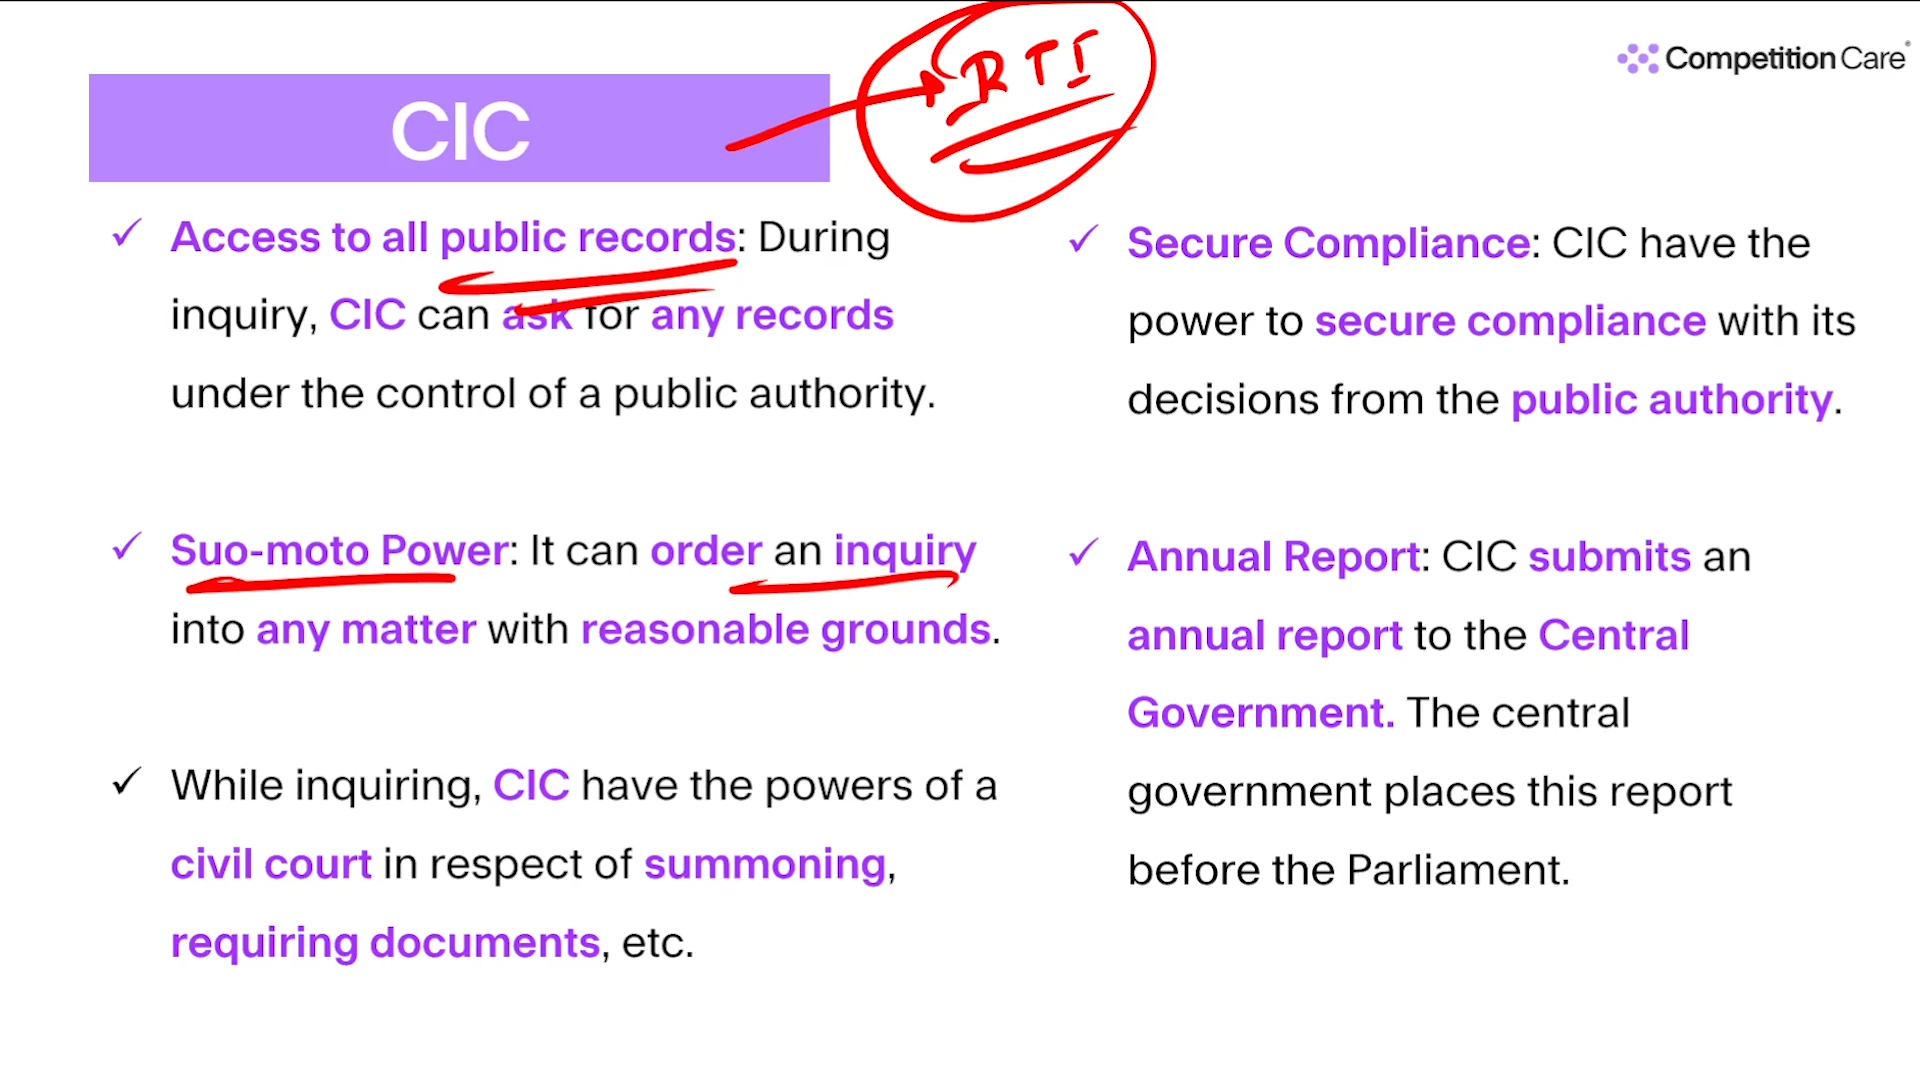 RTI
Competition Care
CIC
✓ Access to all public records: During
inquiry, CIC can ask for any records
under the control of a public authority.
✓ Suo-moto Power: It can order an inquiry
into any matter with reasonable grounds.
✓ While inquiring, CIC have the powers of a
civil court in respect of summoning,
requiring documents, etc.
✓ Secure Compliance: CIC have the
power to secure compliance with its
decisions from the public authority.
✓ Annual Report: CIC submits an
annual report to the Central
Government. The central
government places this report
before the Parliament.